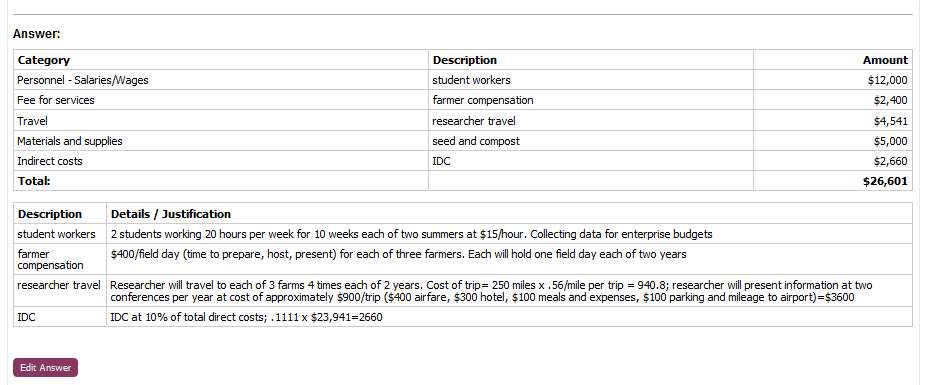 Answer:
Category Description Amount
Personnel - Salaries/Wages student workers $12,000
Fee for services farmer compensation $2,400
Travel researcher travel $4,541
Materials and supplies seed and compost $5,000
Indirect costs IDC $2,660
Total: $26,601
Description Details / Justification
student workers 2 students working 20 hours per week for 10 weeks each of two summers at $15/hour. Collecting data for enterprise budgets
farmer compensation $400/field day (time to prepare, host, present) for each of three farmers. Each will hold one field day each of two years
researcher travel Researcher will travel to each of 3 farms 4 times each of 2 years. Cost of trip= 250 miles x .56/mile per trip = 940.8; researcher will present information at two
conferences per year at cost of approximately $900/trip ($400 airfare, $300 hotel, $100 meals and expenses, $100 parking and mileage to airport)=$3600
IDC IDC at 10% of total direct costs; .1111 x $23,941=2660
Edit Answer